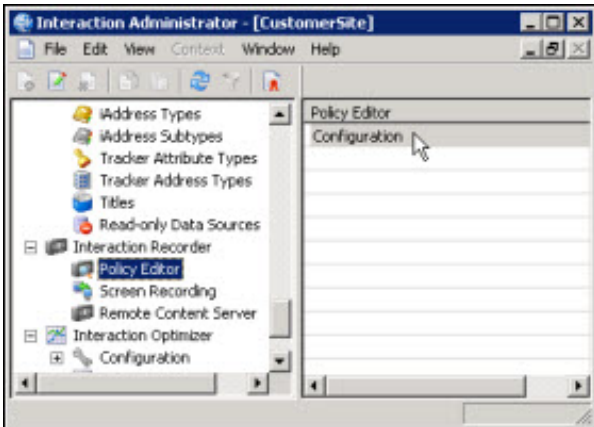 Interaction Administrator - [CustomerSite]
File Edit View Context Window Help
iAddress Types
iAddress Subtypes
Tracker Attribute Types
Tracker Address Types
Titles
Read-only Data Sources
Interaction Recorder
Policy Editor
Screen Recording
Remote Content Server
Interaction Optimizer
Configuration
Policy Editor
Configuration